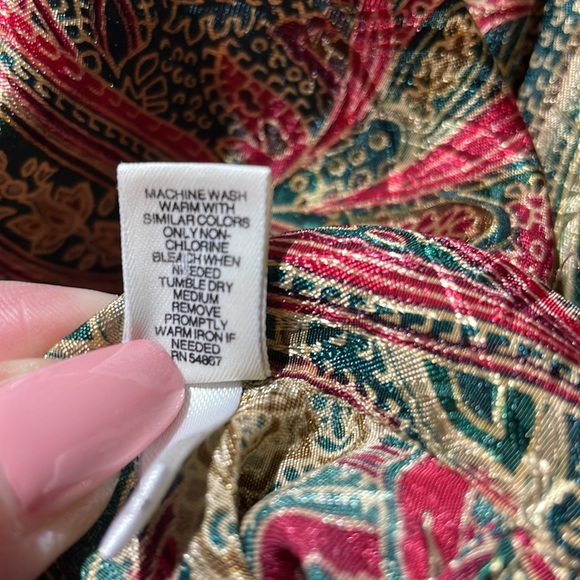 MACHINE WASH
WARM WITH
SIMILAR COLORS
ONLY NON-
CHLORINE
BLEACH WHEN
NEEDED
TUMBLE DRY
MEDIUM
REMOVE
PROMPTLY
WARM IRON IF
NEEDED
RN 54867